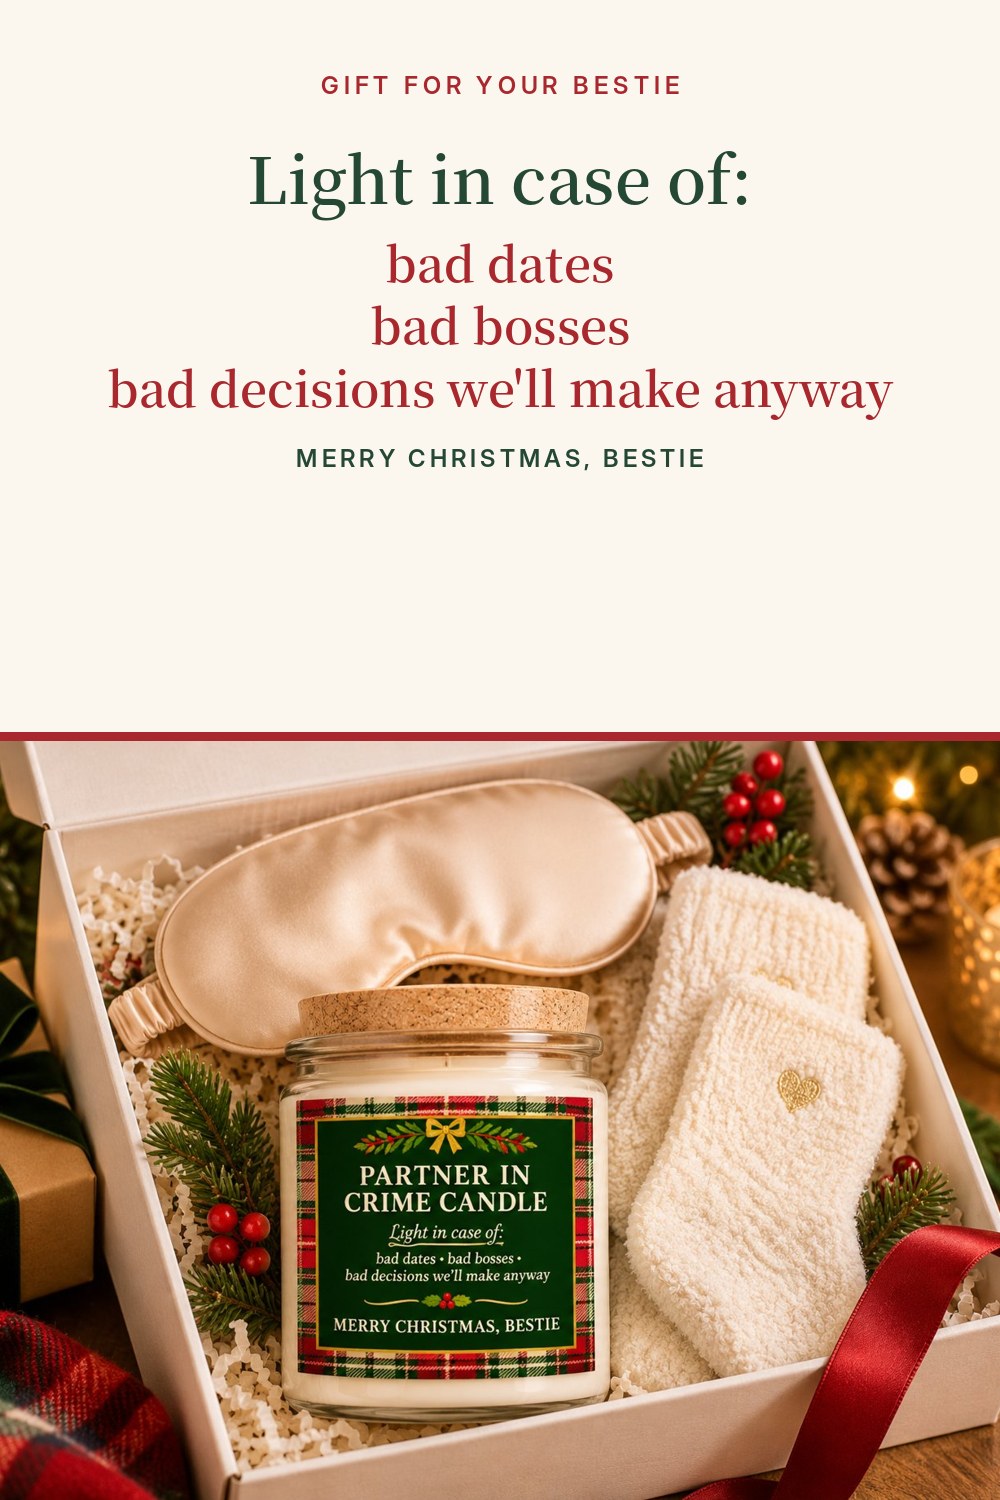 GIFT FOR YOUR BESTIE
Light in case of:
bad dates
bad bosses
bad decisions we'll make anyway
MERRY CHRISTMAS, BESTIE
PARTNER IN
CRIME CANDLE
Light in case of:
bad dates • bad bosses •
bad decisions we'll make anyway
MERRY CHRISTMAS, BESTIE